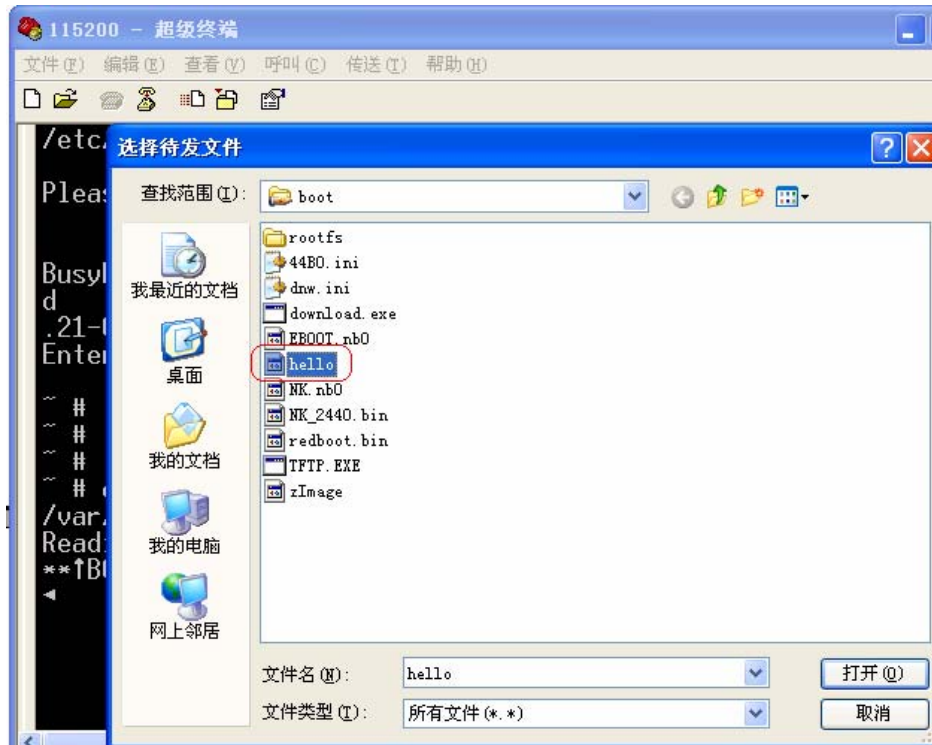 115200 - 超级终端
文件(F) 编辑(E) 查看(V) 呼叫(C) 传送(T) 帮助(H)
/etc.
选择待发文件
查找范围(I): boot
rootfs
44B0.ini
dnw.ini
download.exe
EBOOT.nb0
hello
NK.nb0
NK_2440.bin
redboot.bin
TFTP.EXE
zImage
我最近的文档
桌面
我的文档
我的电脑
网上邻居
Pleas
Busyl
d
.21-
Enter
~ #
~ #
~ #
~ #
/var.
Read
**↑B
文件名(N): hello
打开(O)
文件类型(T): 所有文件(*.*)
取消